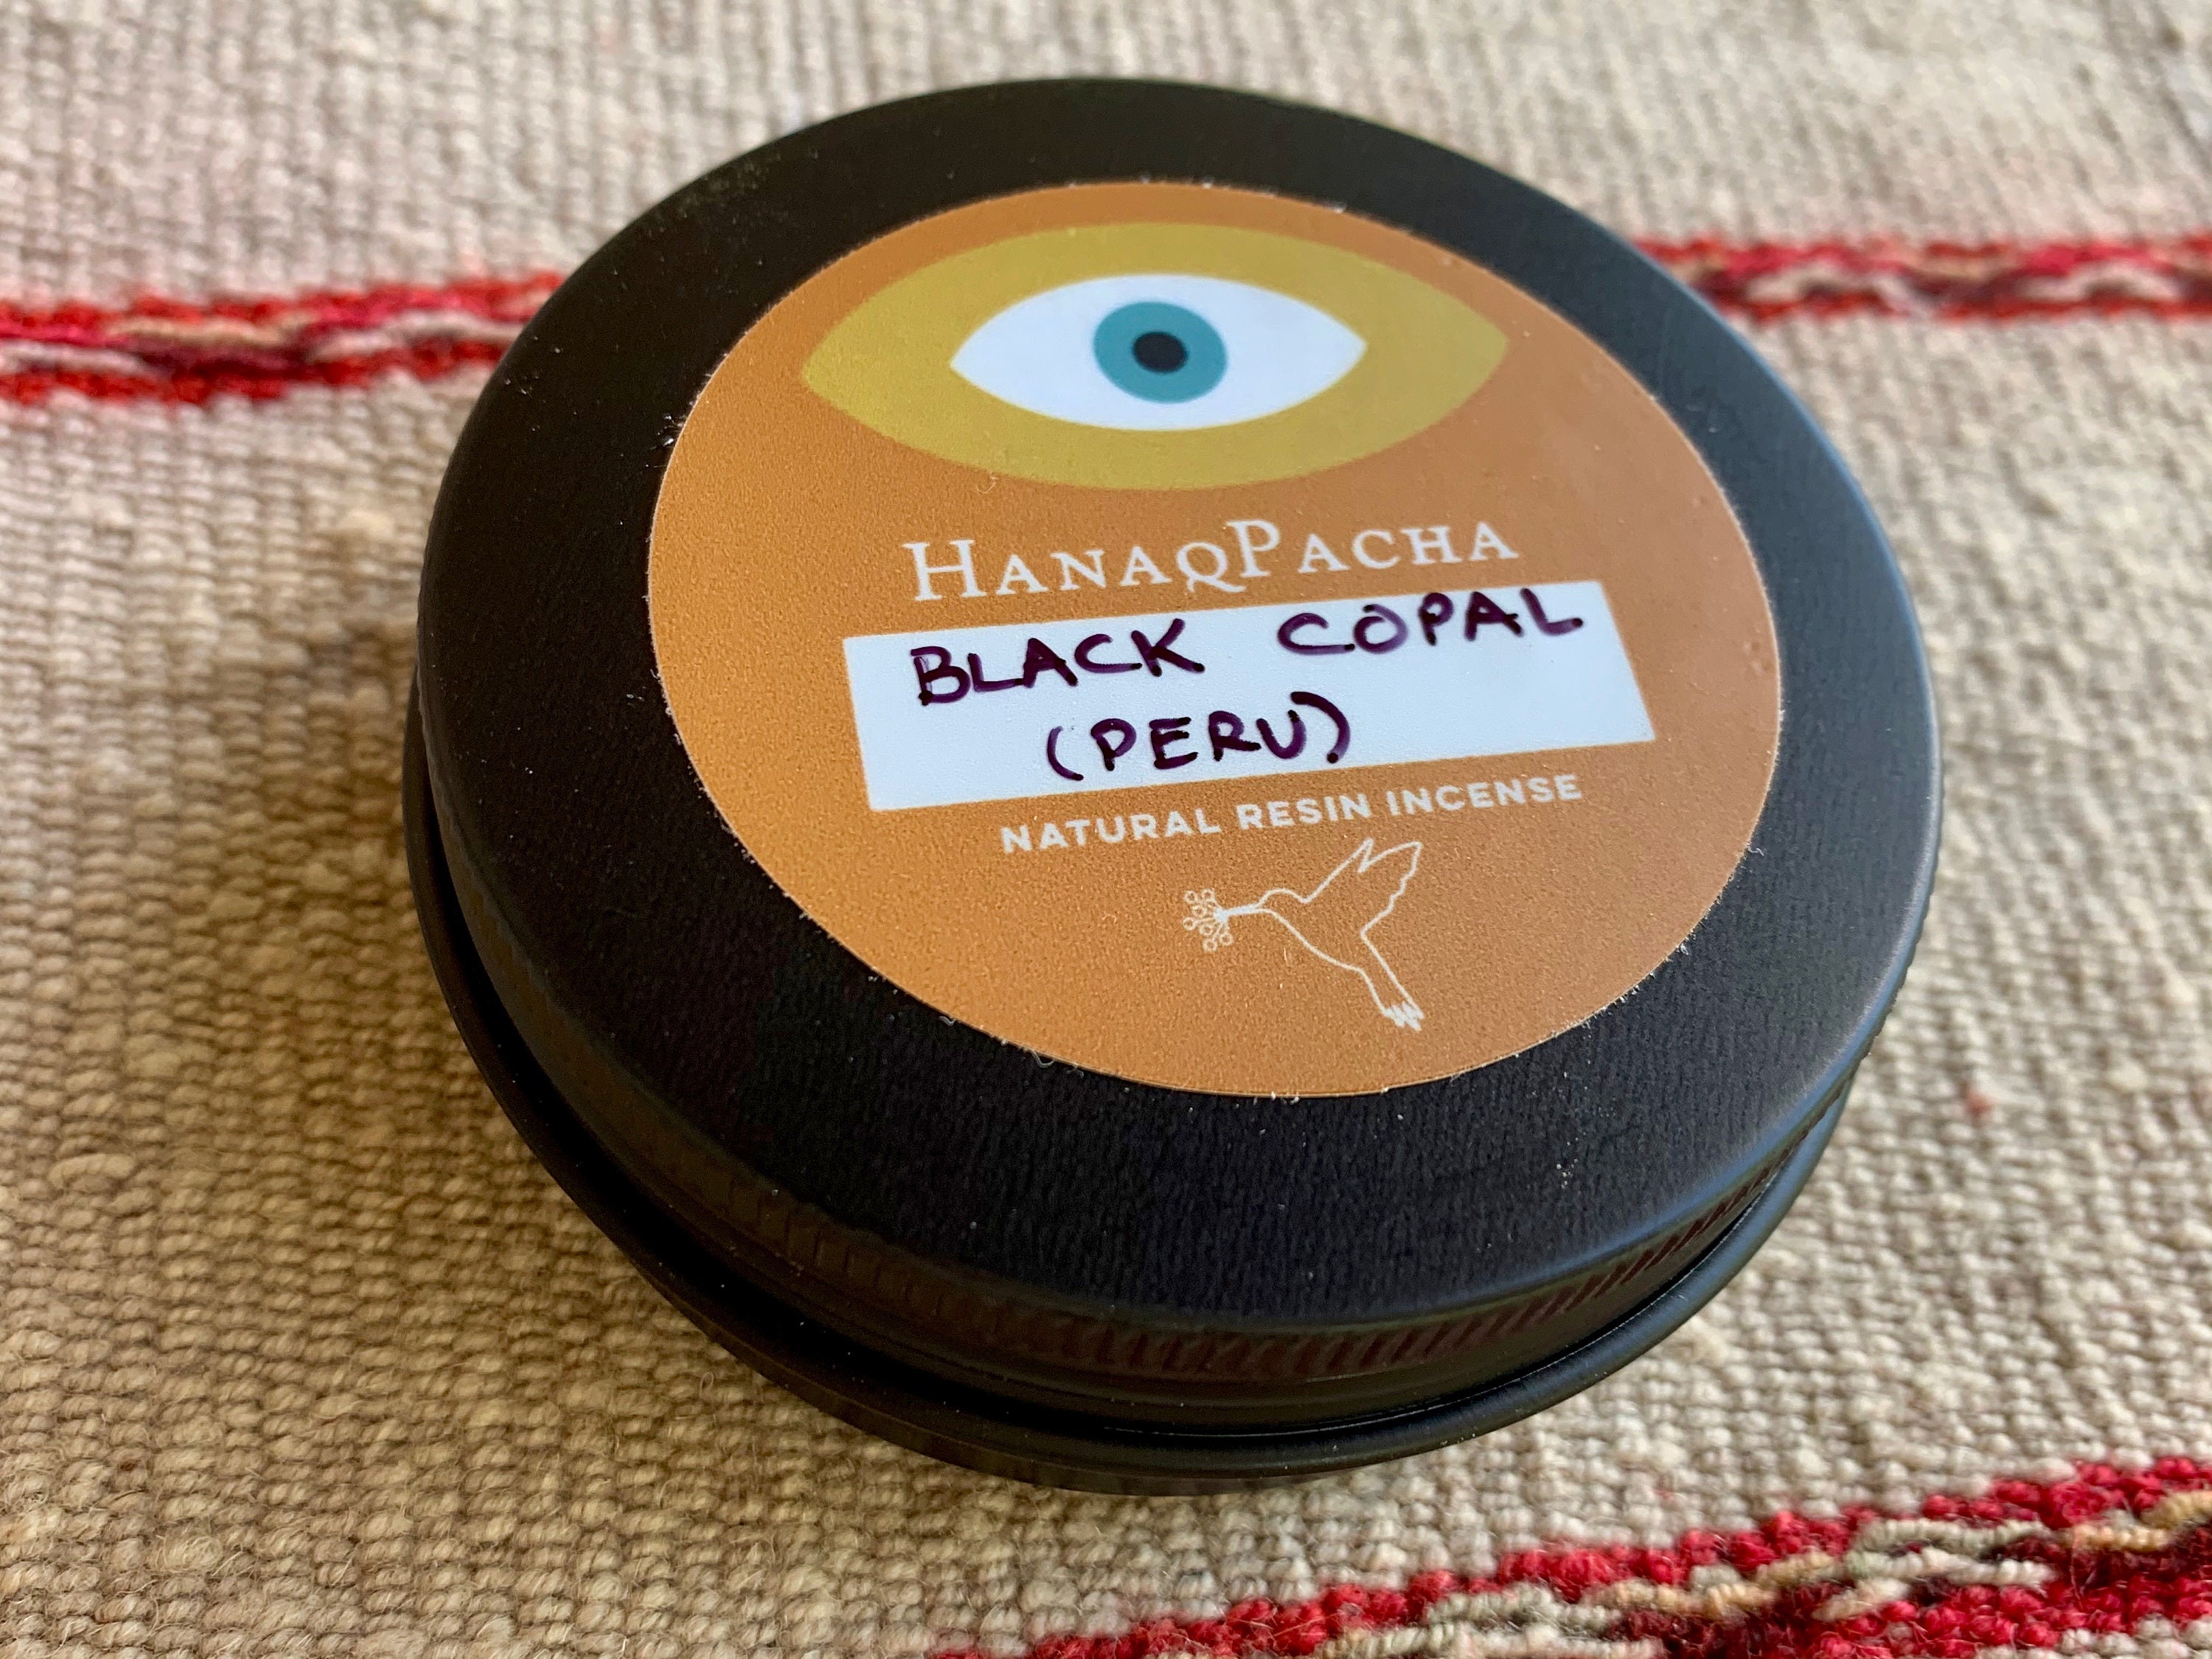 HANAQPACHA
BLACK COPAL
(PERU)
NATURAL RESIN INCENSE